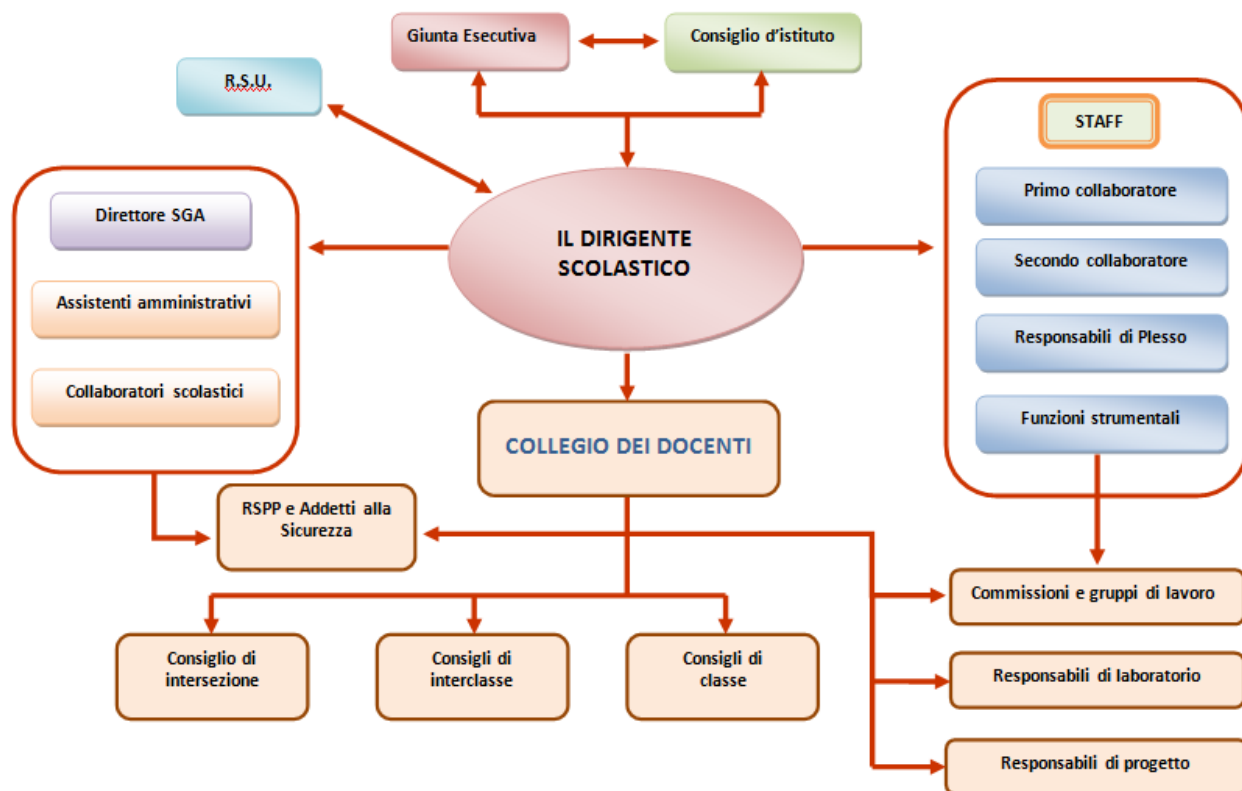 Giunta Esecutiva
Consiglio d'istituto
R.S.U.
STAFF
Primo collaboratore
Secondo collaboratore
Responsabili di Plesso
Funzioni strumentali
Direttore SGA
Assistenti amministrativi
Collaboratori scolastici
IL DIRIGENTE
SCOLASTICO
COLLEGIO DEI DOCENTI
RSPP e Addetti alla
Sicurezza
Commissioni e gruppi di lavoro
Responsabili di laboratorio
Responsabili di progetto
Consiglio di
intersezione
Consigli di
interclasse
Consigli di
classe